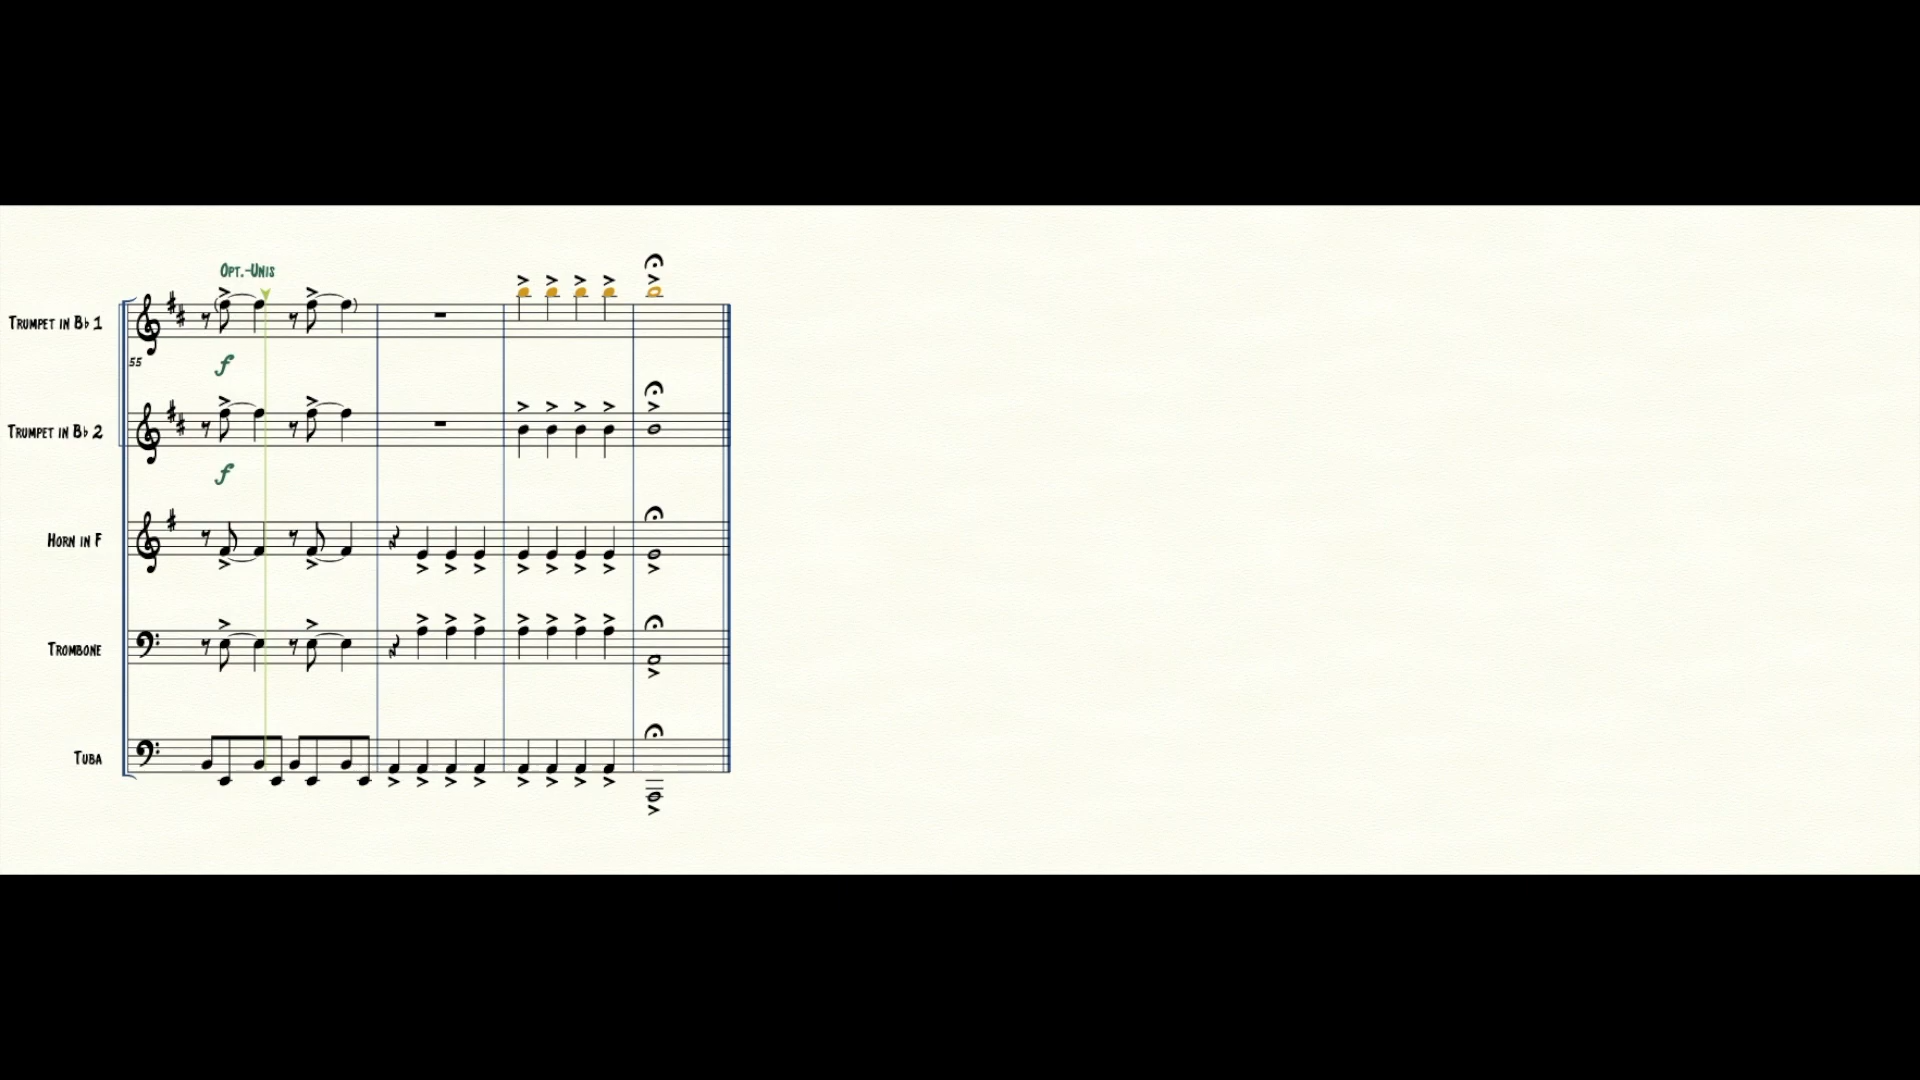 Opt.-Unis
Trumpet in B♭ 1
55
f
Trumpet in B♭ 2
f
Horn in F
Trombone
Tuba